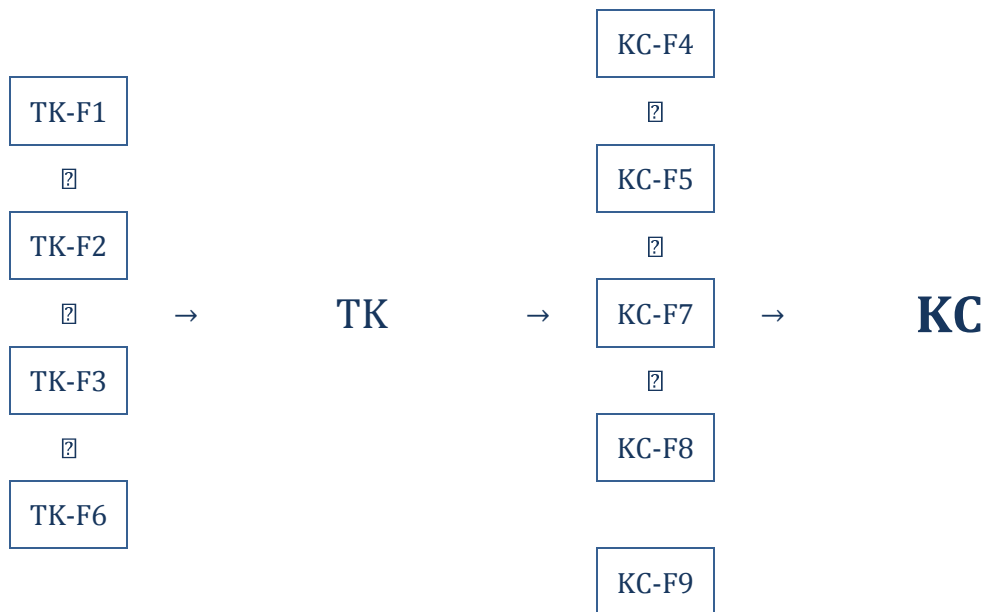 KC-F4
TK-F1
KC-F5
TK-F2
→ TK → KC-F7 → KC
TK-F3
KC-F8
TK-F6
KC-F9